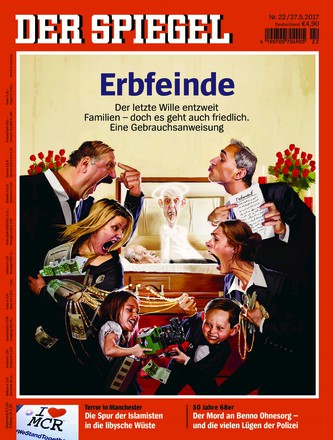 DER SPIEGEL
Nr. 22 / 27.5.2017
Deutschland €4,90
Erbfeinde
Der letzte Wille entzweit
Familien – doch es geht auch friedlich.
Eine Gebrauchsanweisung
I ♥
MCR
#WeStandTogether
Terror in Manchester
Die Spur der Islamisten
in die libysche Wüste
50 Jahre 68er
Der Mord an Benno Ohnesorg –
und die vielen Lügen der Polizei